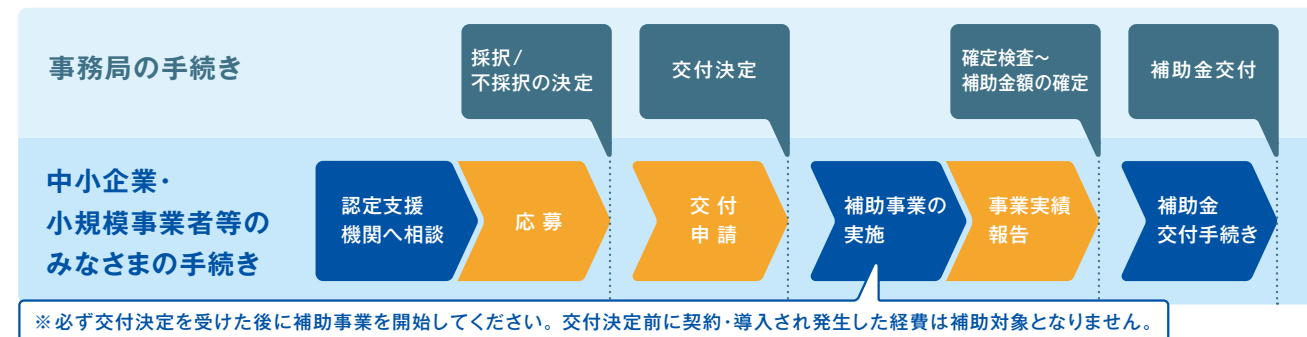 事務局の手続き
採択/
不採択の決定
交付決定
確定検査～
補助金額の確定
補助金交付
中小企業・
小規模事業者等の
みなさまの手続き
認定支援
機関へ相談
応募
交付
申請
補助事業の
実施
事業実績
報告
補助金
交付手続き
※必ず交付決定を受けた後に補助事業を開始してください。交付決定前に契約・導入され発生した経費は補助対象となりません。